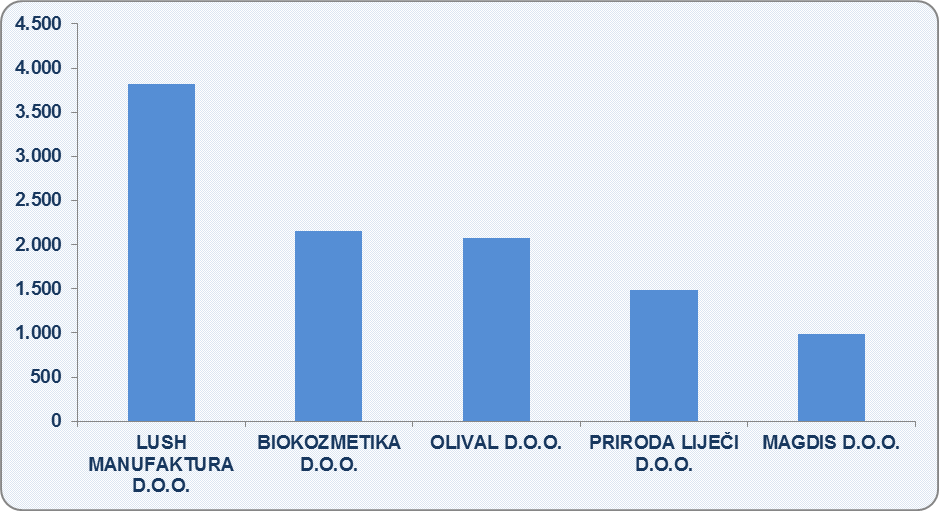 4.500
4.000
3.500
3.000
2.500
2.000
1.500
1.000
500
0
LUSH
MANUFAKTURA
D.O.O.
BIOKOZMETIKA
D.O.O.
OLIVAL D.O.O.
PRIRODA LIJEČI
D.O.O.
MAGDIS D.O.O.